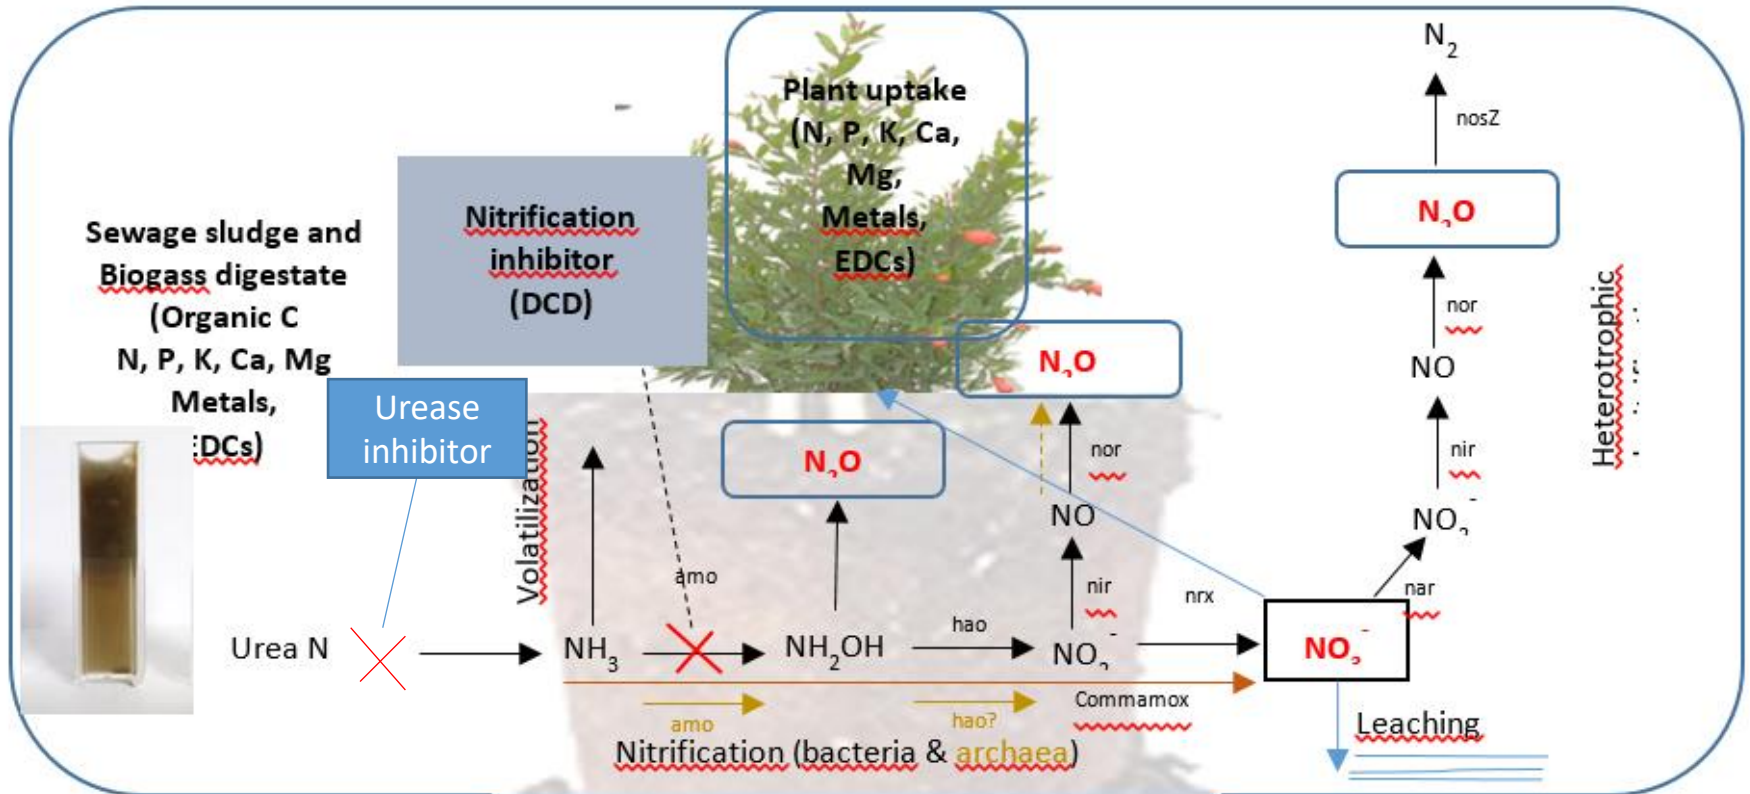 Sewage sludge and
Biogass digestate
(Organic C
N, P, K, Ca, Mg
Metals,
EDCs)
Nitrification
inhibitor
(DCD)
Urease
inhibitor
Plant uptake
(N, P, K, Ca,
Mg,
Metals,
EDCs)
Volatilization
N₂O
N₂O
nor
NO
nir
Urea N
NH₃
amo
NH₂OH
hao
NO₂⁻
nrx
NO₃⁻
amo
hao?
Commamox
Nitrification (bacteria & archaea)
Leaching
N₂
nosZ
N₂O
nor
NO
nir
NO₂⁻
nar
Heterotrophic